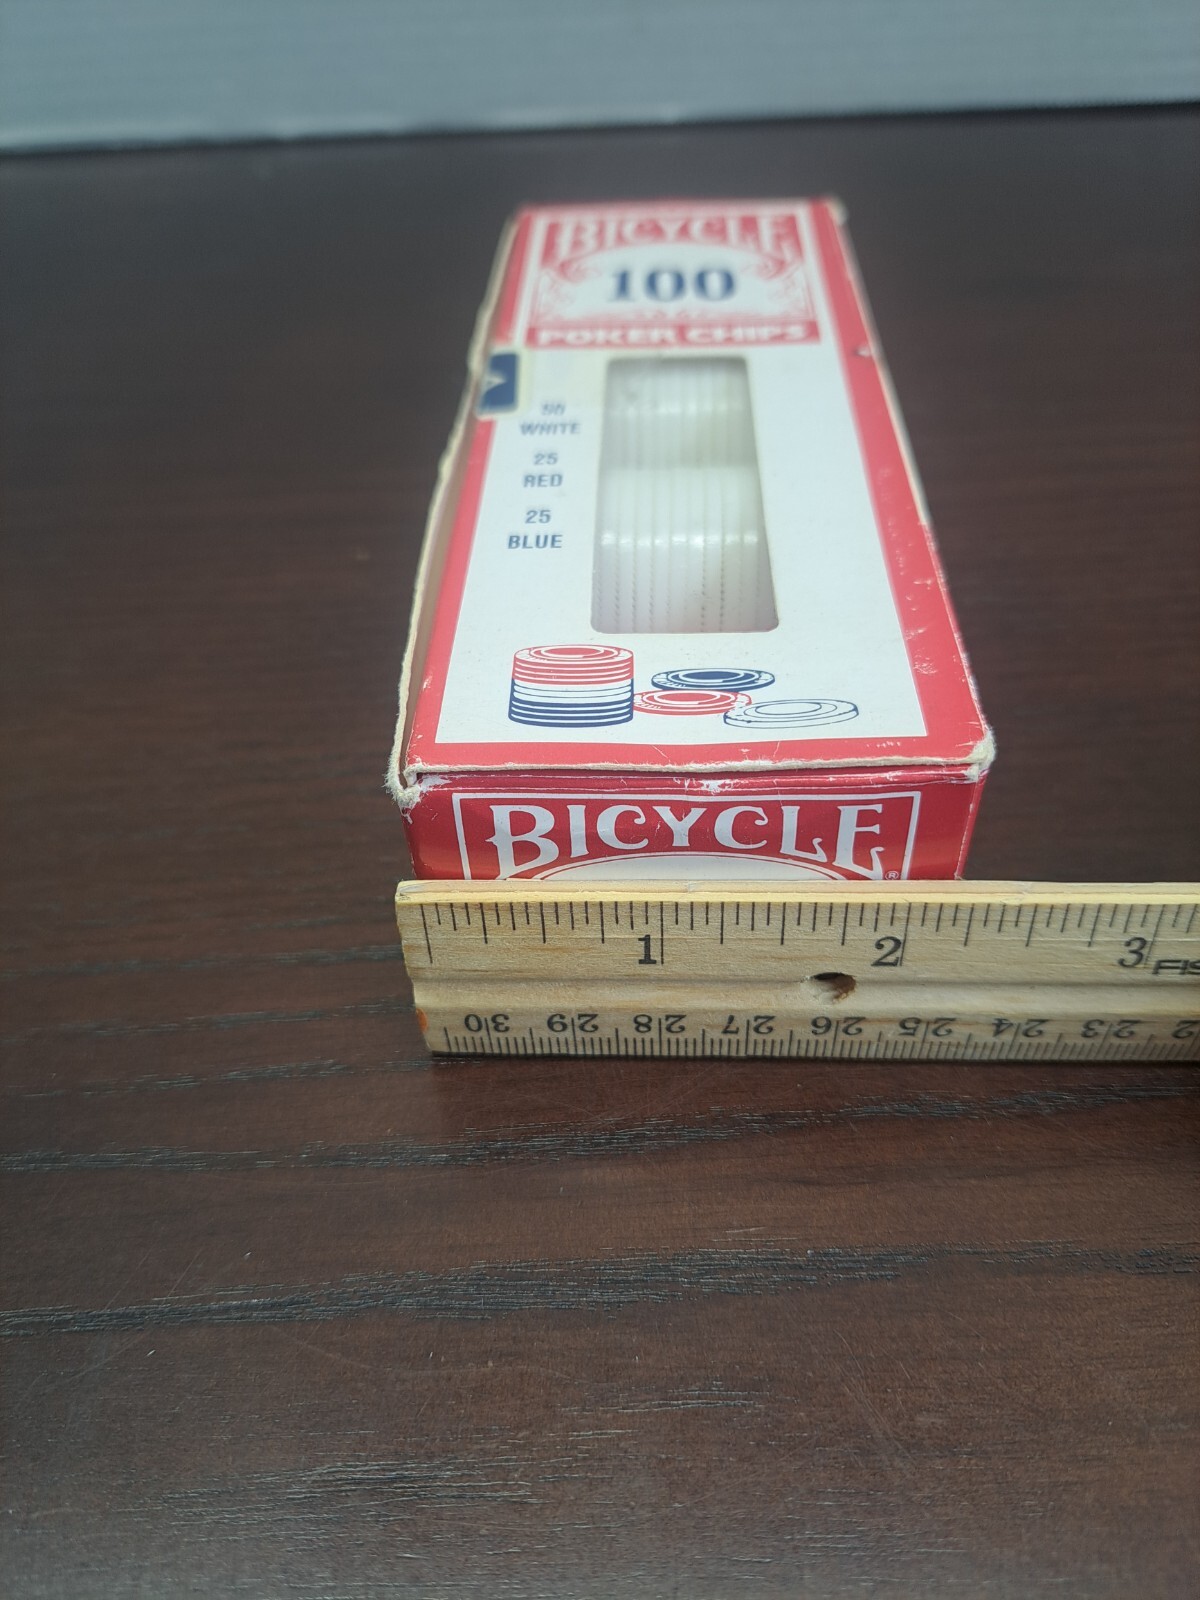 BICYCLE
100
POKER CHIPS
50
WHITE
25
RED
25
BLUE
BICYCLE®
1 2 3
30 29 28 27 26 25 24 23